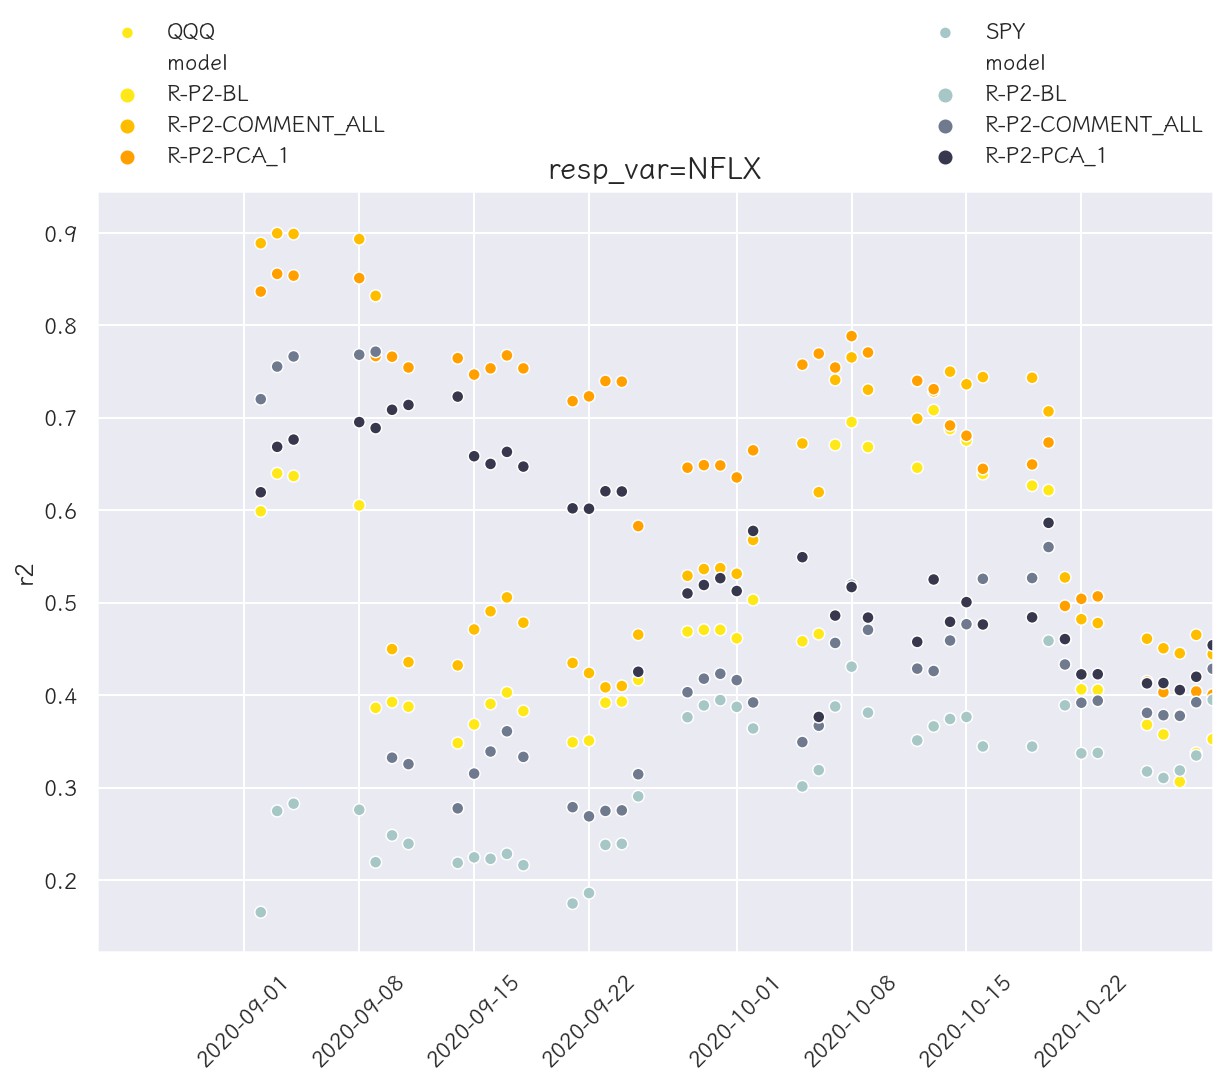 QQQ
model
R-P2-BL
R-P2-COMMENT_ALL
R-P2-PCA_1
SPY
model
R-P2-BL
R-P2-COMMENT_ALL
R-P2-PCA_1
resp_var=NFLX
0.9
0.8
0.7
0.6
0.5
0.4
0.3
0.2
r2
2020-09-01
2020-09-08
2020-09-15
2020-09-22
2020-10-01
2020-10-08
2020-10-15
2020-10-22